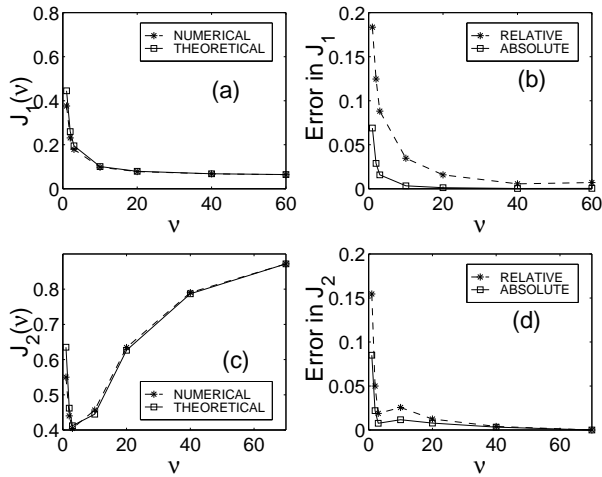 0.8
0.6
0.4
0.2
0
J1(ν)
NUMERICAL
THEORETICAL
(a)
0 20 40 60
ν
0.2
0.15
0.1
0.05
0
Error in J1
RELATIVE
ABSOLUTE
(b)
0 20 40 60
ν
0.8
0.7
0.6
0.5
0.4
J2(ν)
(c)
NUMERICAL
THEORETICAL
0 20 40 60
ν
0.2
0.15
0.1
0.05
0
Error in J2
RELATIVE
ABSOLUTE
(d)
0 20 40 60
ν